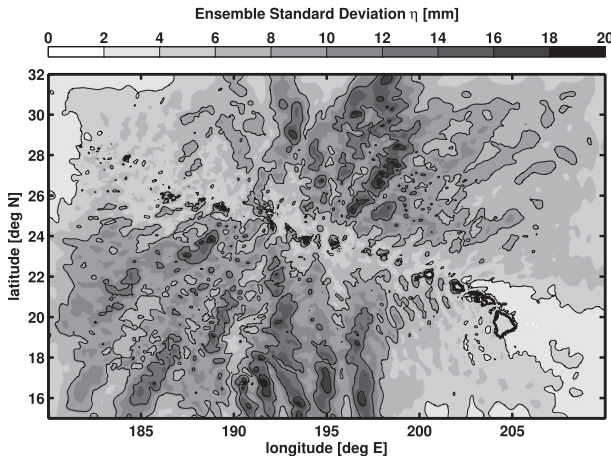 Ensemble Standard Deviation η [mm]
0 2 4 6 8 10 12 14 16 18 20
32
30
28
26
24
22
20
18
16
latitude [deg N]
185 190 195 200 205
longitude [deg E]